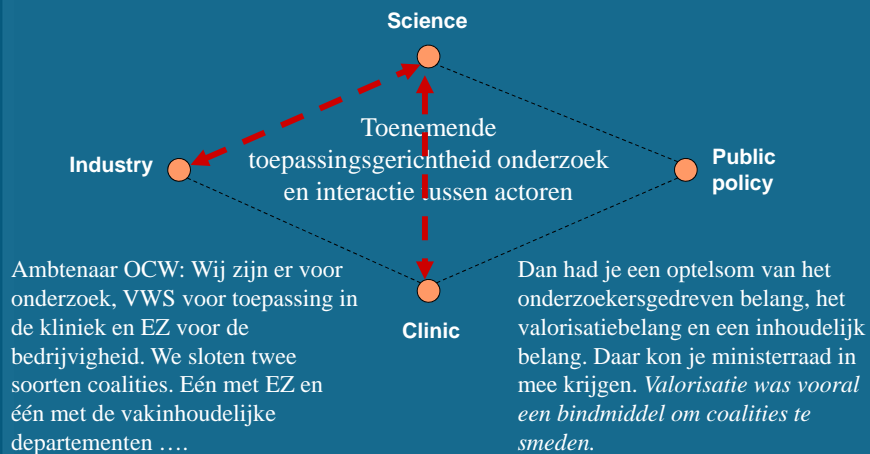 Science
Toenemende
toepassingsgerichtheid onderzoek
en interactie tussen actoren
Industry
Public
policy
Clinic
Ambtenaar OCW: Wij zijn er voor
onderzoek, VWS voor toepassing in
de kliniek en EZ voor de
bedrijvigheid. We sloten twee
soorten coalities. Eén met EZ en
één met de vakinhoudelijke
departementen ….
Dan had je een optelsom van het
onderzoekersgedreven belang, het
valorisatiebelang en een inhoudelijk
belang. Daar kon je ministerraad in
mee krijgen. Valorisatie was vooral
een bindmiddel om coalities te
smeden.